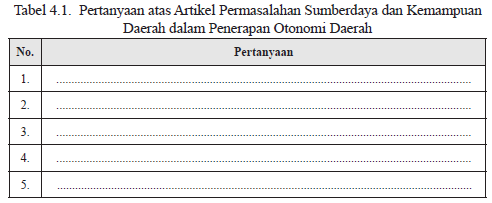 Tabel 4.1. Pertanyaan atas Artikel Permasalahan Sumberdaya dan Kemampuan
Daerah dalam Penerapan Otonomi Daerah
No. Pertanyaan
1. ..........................................................................................
2. ..........................................................................................
3. ..........................................................................................
4. ..........................................................................................
5. ..........................................................................................